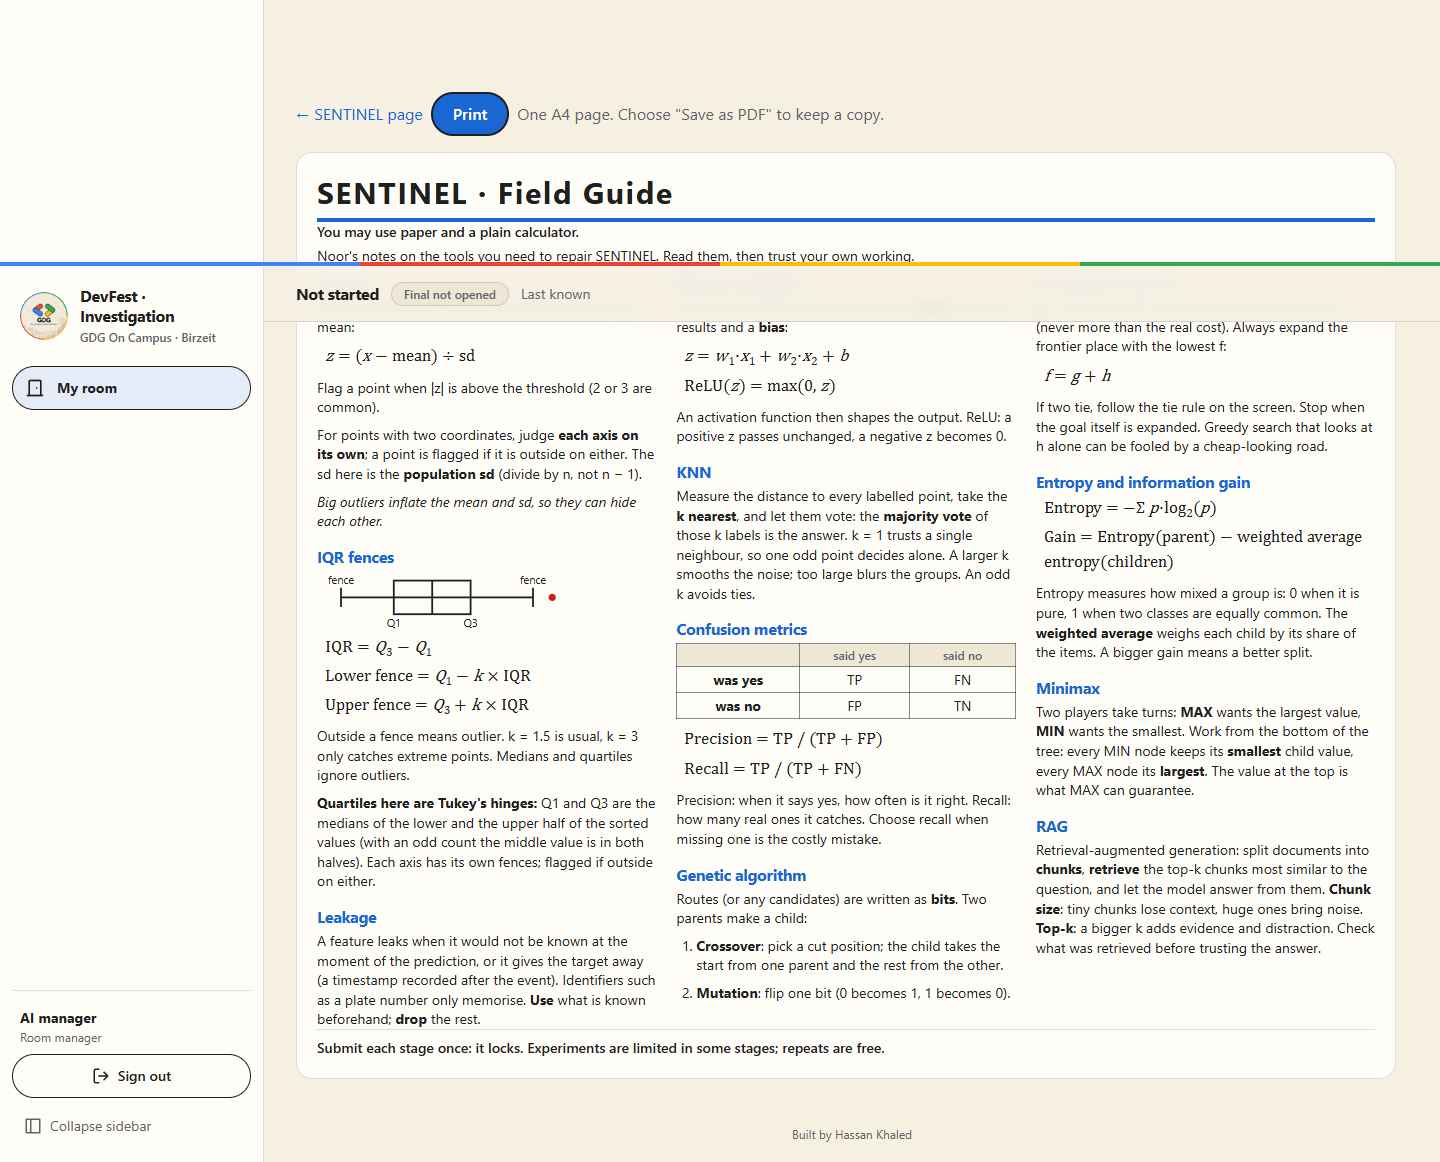 ← SENTINEL page
Print
One A4 page. Choose "Save as PDF" to keep a copy.
SENTINEL · Field Guide
You may use paper and a plain calculator.
Noor's notes on the tools you need to repair SENTINEL. Read them, then trust your own working.
DevFest ·
Investigation
GDG On Campus · Birzeit
GDG
Not started
Final not opened
Last known
My room
mean:
z = (x − mean) ÷ sd
Flag a point when |z| is above the threshold (2 or 3 are
common).
For points with two coordinates, judge each axis on
its own; a point is flagged if it is outside on either. The
sd here is the population sd (divide by n, not n − 1).
Big outliers inflate the mean and sd, so they can hide
each other.
IQR fences
fence
fence
Q1
Q3
IQR = Q₃ − Q₁
Lower fence = Q₁ − k × IQR
Upper fence = Q₃ + k × IQR
Outside a fence means outlier. k = 1.5 is usual, k = 3
only catches extreme points. Medians and quartiles
ignore outliers.
Quartiles here are Tukey's hinges: Q1 and Q3 are the
medians of the lower and the upper half of the sorted
values (with an odd count the middle value is in both
halves). Each axis has its own fences; flagged if outside
on either.
Leakage
A feature leaks when it would not be known at the
moment of the prediction, or it gives the target away
(a timestamp recorded after the event). Identifiers such
as a plate number only memorise. Use what is known
beforehand; drop the rest.
results and a bias:
z = w₁·x₁ + w₂·x₂ + b
ReLU(z) = max(0, z)
An activation function then shapes the output. ReLU: a
positive z passes unchanged, a negative z becomes 0.
KNN
Measure the distance to every labelled point, take the
k nearest, and let them vote: the majority vote of
those k labels is the answer. k = 1 trusts a single
neighbour, so one odd point decides alone. A larger k
smooths the noise; too large blurs the groups. An odd
k avoids ties.
Confusion metrics
said yes said no
was yes TP FN
was no FP TN
Precision = TP / (TP + FP)
Recall = TP / (TP + FN)
Precision: when it says yes, how often is it right. Recall:
how many real ones it catches. Choose recall when
missing one is the costly mistake.
Genetic algorithm
Routes (or any candidates) are written as bits. Two
parents make a child:
1. Crossover: pick a cut position; the child takes the
start from one parent and the rest from the other.
2. Mutation: flip one bit (0 becomes 1, 1 becomes 0).
(never more than the real cost). Always expand the
frontier place with the lowest f:
f = g + h
If two tie, follow the tie rule on the screen. Stop when
the goal itself is expanded. Greedy search that looks at
h alone can be fooled by a cheap-looking road.
Entropy and information gain
Entropy = −Σ p·log₂(p)
Gain = Entropy(parent) − weighted average
entropy(children)
Entropy measures how mixed a group is: 0 when it is
pure, 1 when two classes are equally common. The
weighted average weighs each child by its share of
the items. A bigger gain means a better split.
Minimax
Two players take turns: MAX wants the largest value,
MIN wants the smallest. Work from the bottom of the
tree: every MIN node keeps its smallest child value,
every MAX node its largest. The value at the top is
what MAX can guarantee.
RAG
Retrieval-augmented generation: split documents into
chunks, retrieve the top-k chunks most similar to the
question, and let the model answer from them. Chunk
size: tiny chunks lose context, huge ones bring noise.
Top-k: a bigger k adds evidence and distraction. Check
what was retrieved before trusting the answer.
Submit each stage once: it locks. Experiments are limited in some stages; repeats are free.
AI manager
Room manager
Sign out
Collapse sidebar
Built by Hassan Khaled